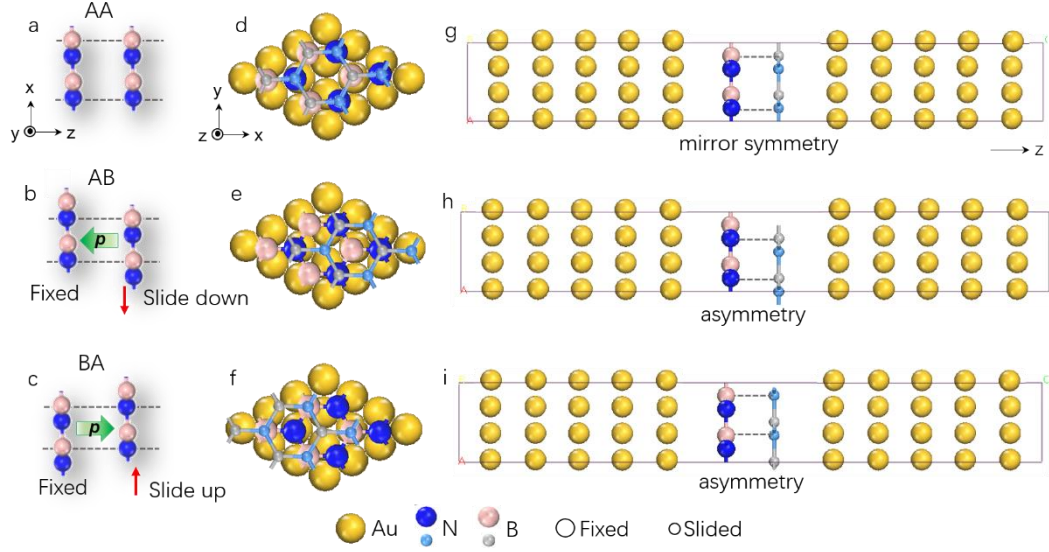 a AA
x
y z
d
y
z x
g
mirror symmetry
z
b AB
p
Fixed Slide down
e
h
asymmetry
c BA
p
Fixed Slide up
f
i
asymmetry
Au N B Fixed Slided